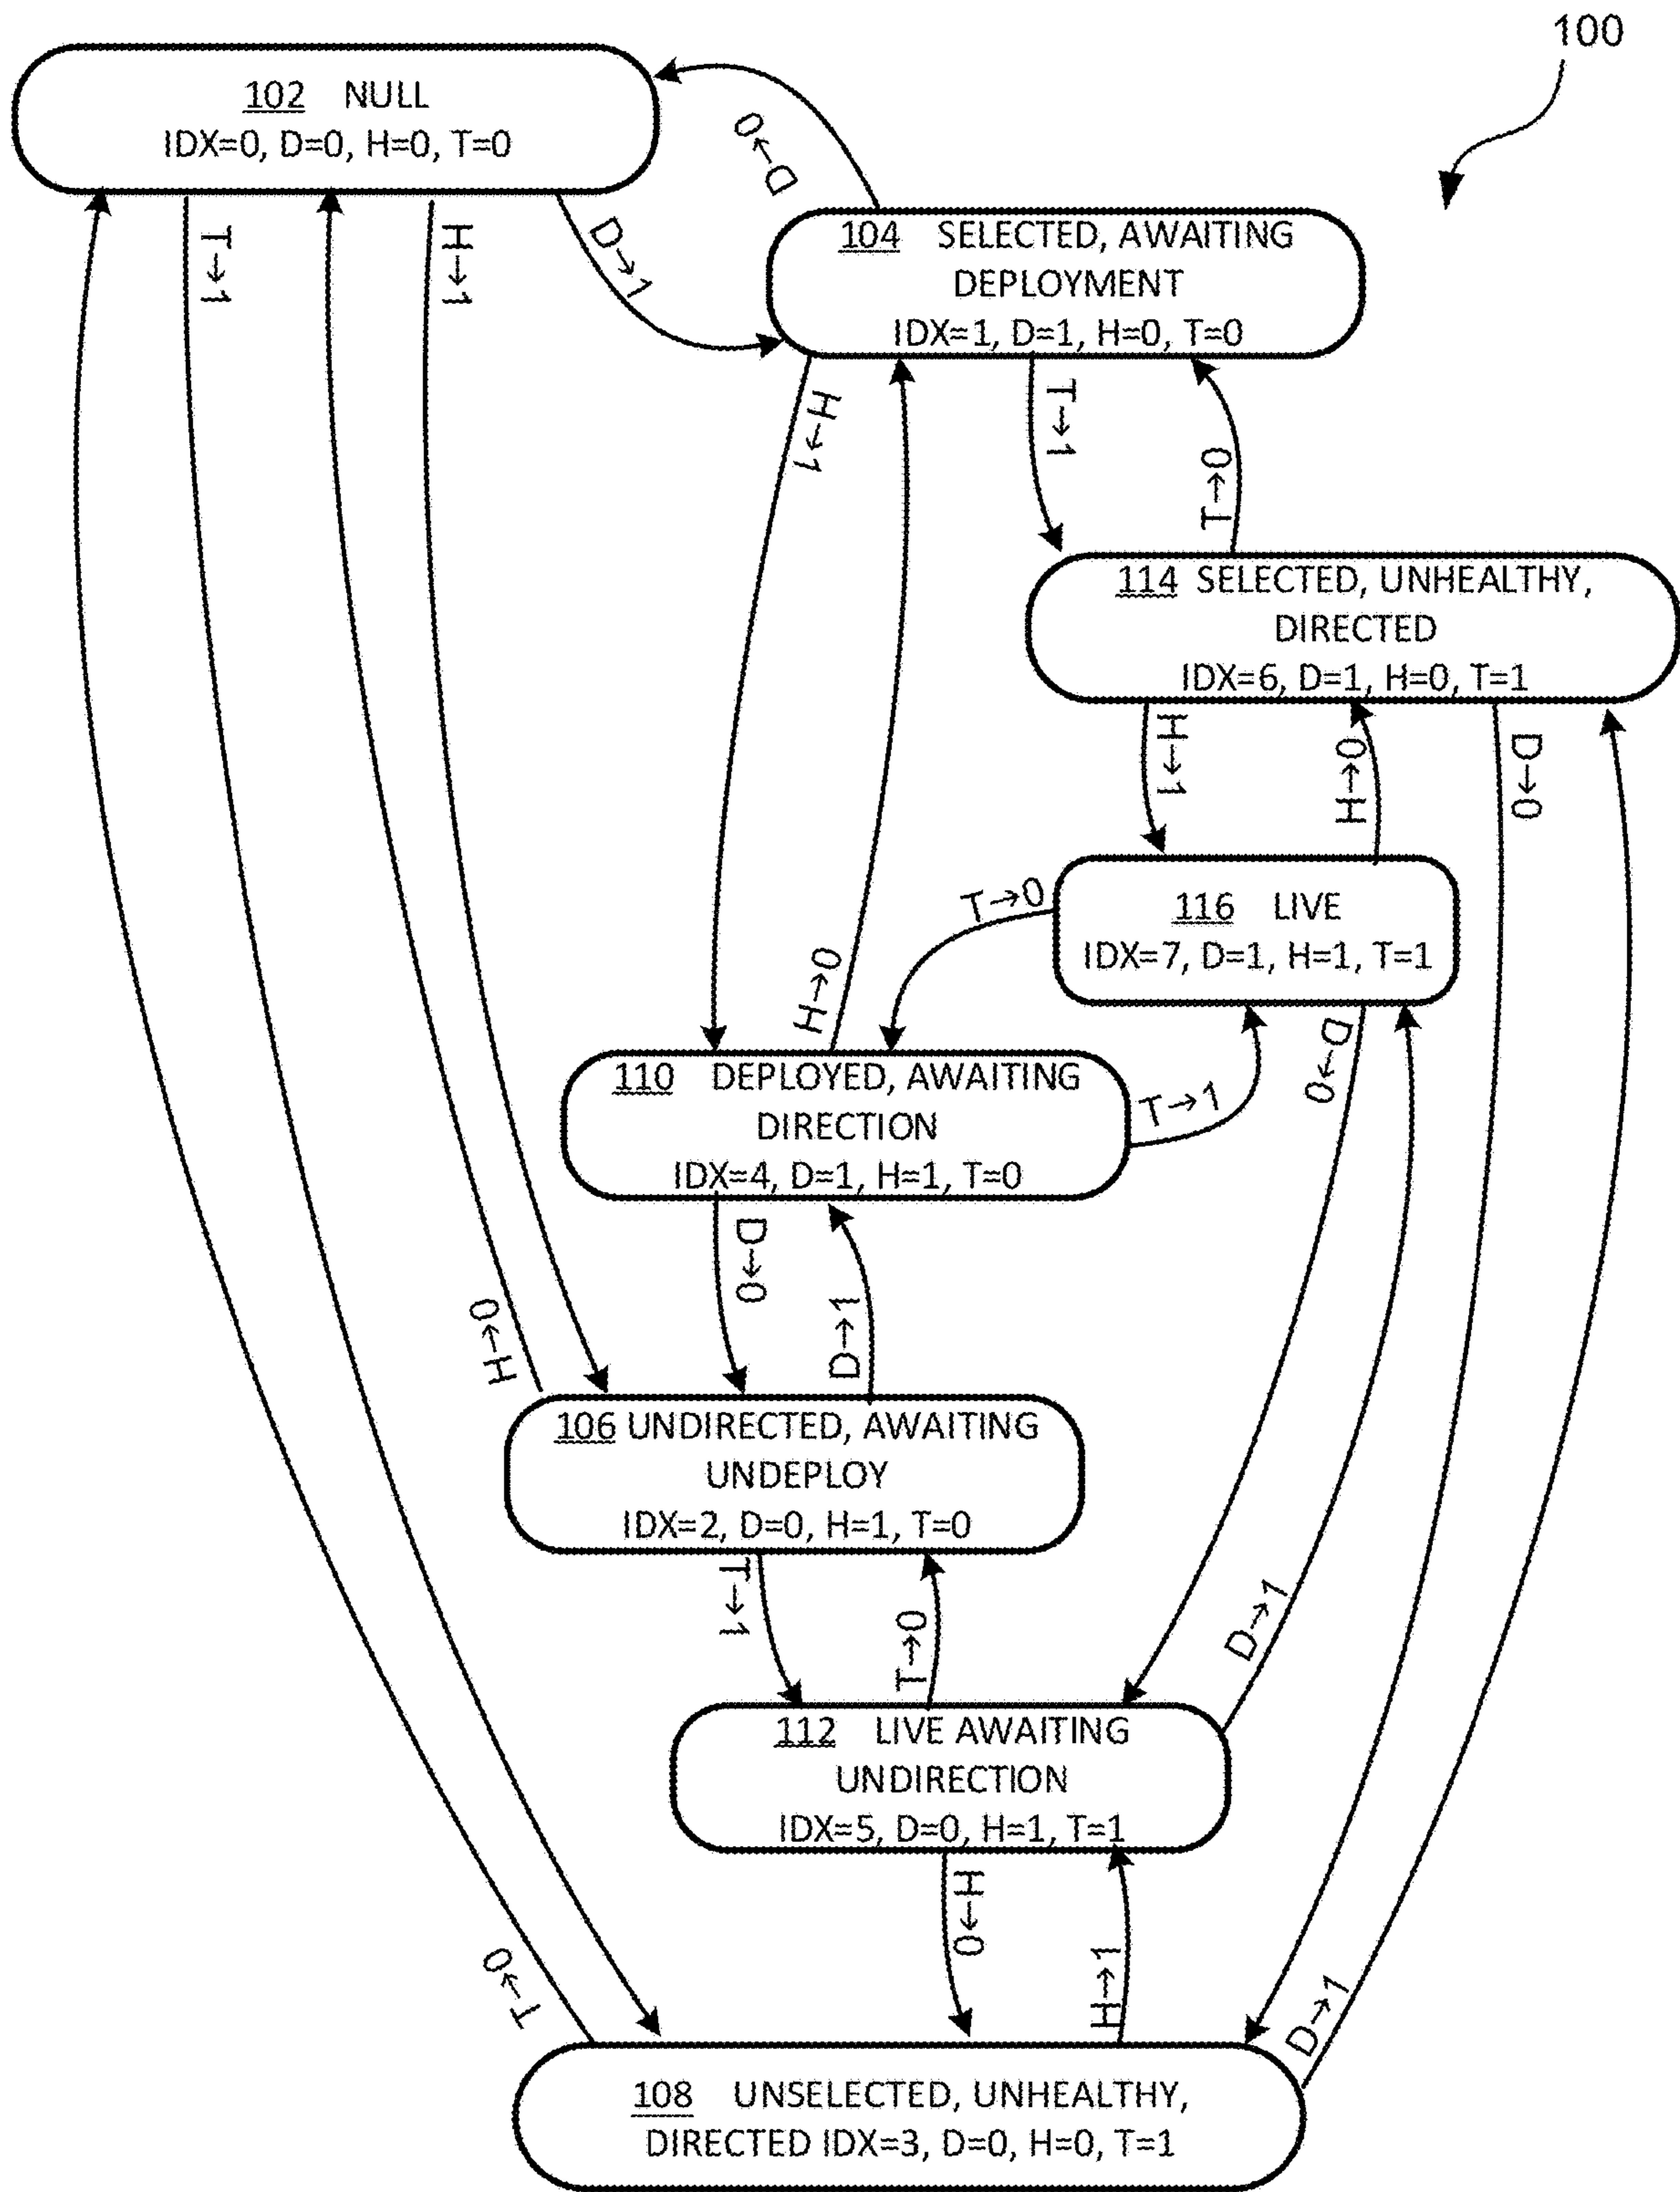 100
102 NULL
IDX=0, D=0, H=0, T=0
D→0
T→1
H→1
D→1
104 SELECTED, AWAITING
DEPLOYMENT
IDX=1, D=1, H=0, T=0
H→1
T→1
T→0
114 SELECTED, UNHEALTHY,
DIRECTED
IDX=6, D=1, H=0, T=1
H→1
H→0
D→0
T→0
116 LIVE
IDX=7, D=1, H=1, T=1
H→0
D→0
110 DEPLOYED, AWAITING
DIRECTION
IDX=4, D=1, H=1, T=0
T→1
D→0
D→1
H→0
106 UNDIRECTED, AWAITING
UNDEPLOY
IDX=2, D=0, H=1, T=0
T→1
T→0
D→1
112 LIVE AWAITING
UNDIRECTION
IDX=5, D=0, H=1, T=1
H→0
H→1
T→0
D→1
108 UNSELECTED, UNHEALTHY,
DIRECTED IDX=3, D=0, H=0, T=1